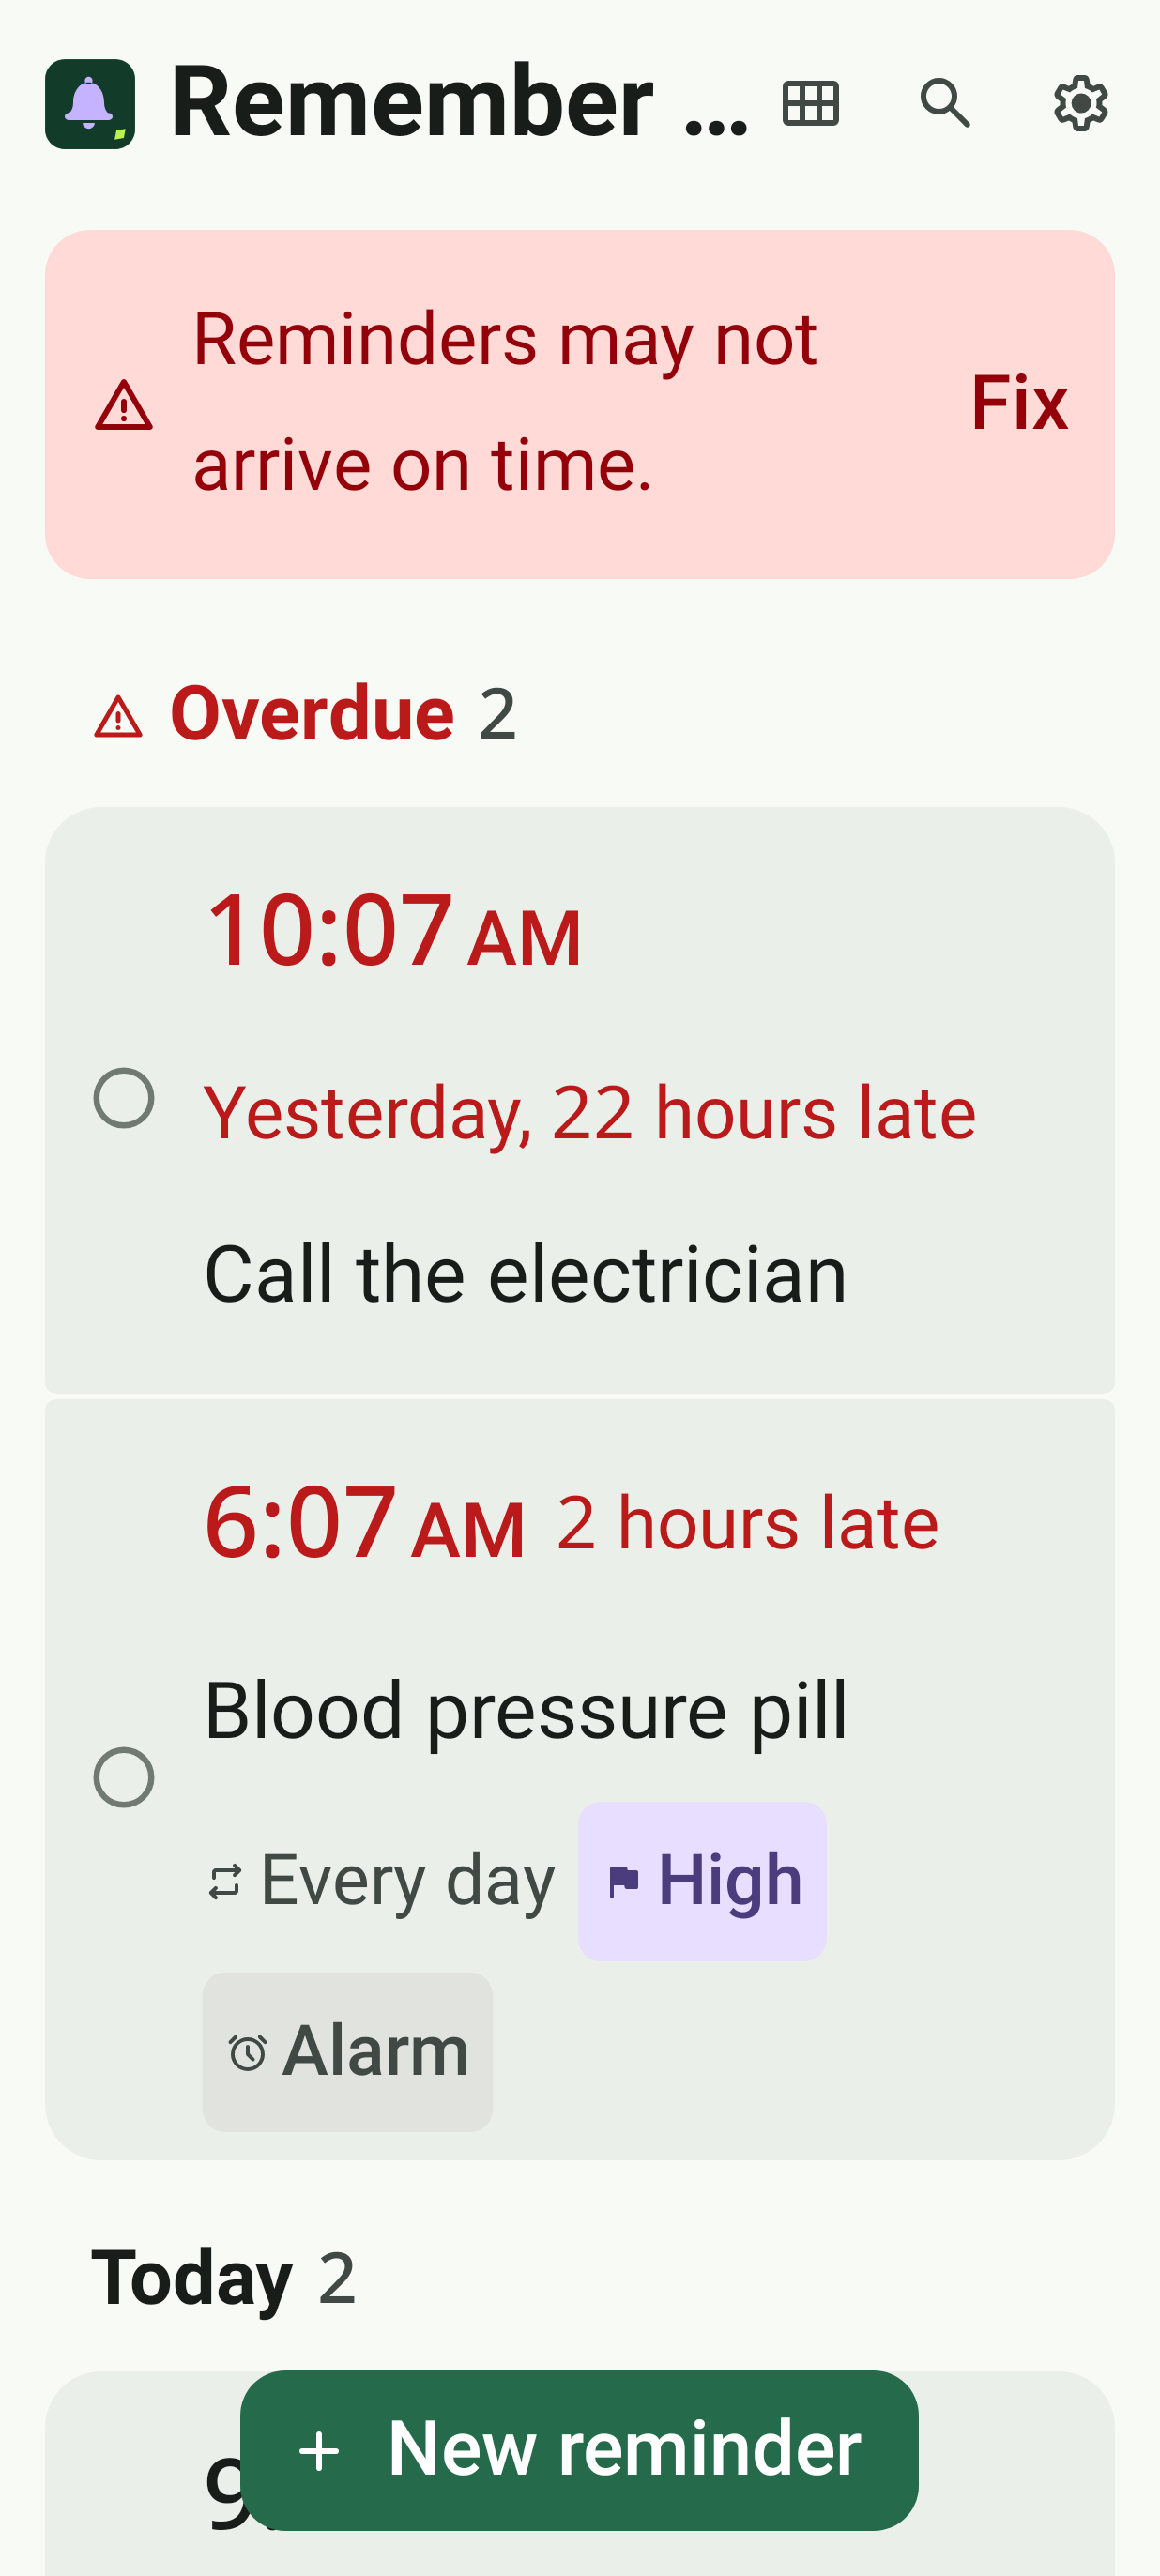 Remember ...
Reminders may not
arrive on time.
Fix
Overdue 2
10:07 AM
Yesterday, 22 hours late
Call the electrician
6:07 AM 2 hours late
Blood pressure pill
Every day High
Alarm
Today 2
New reminder